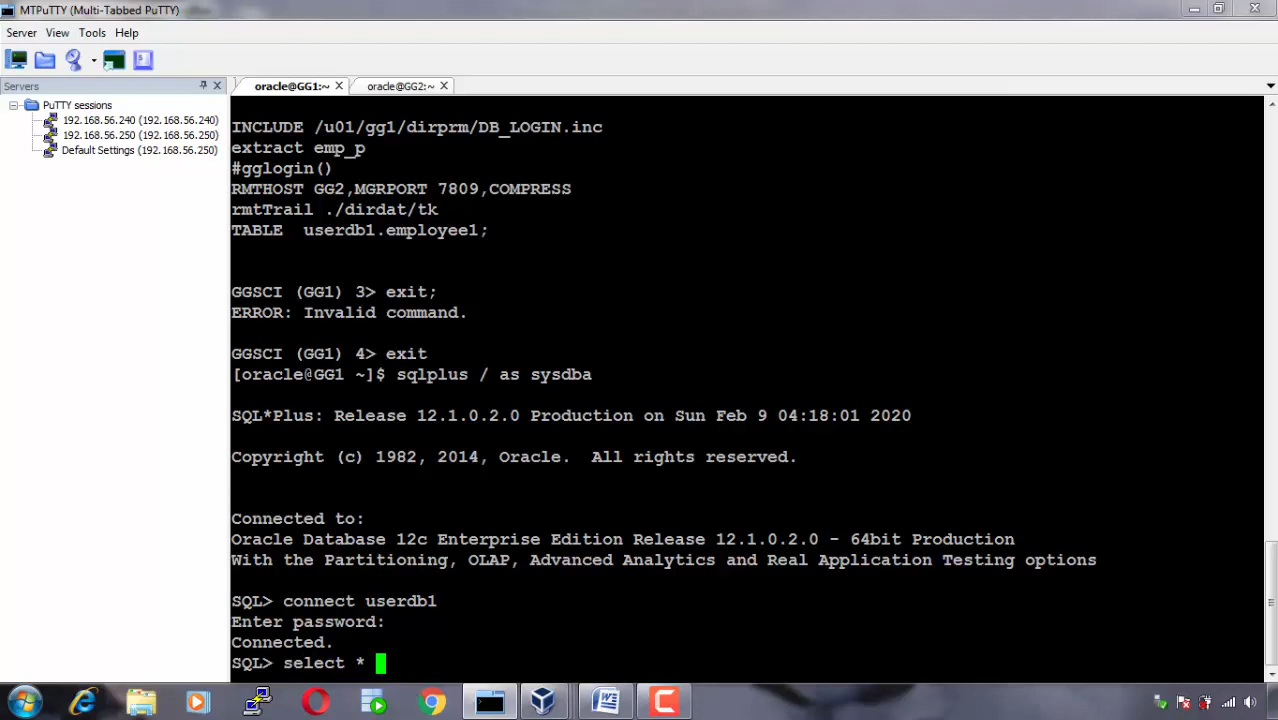 MTPuTTY (Multi-Tabbed PuTTY)
Server View Tools Help
Servers
oracle@GG1:~
oracle@GG2:~
PuTTY sessions
192.168.56.240 (192.168.56.240)
192.168.56.250 (192.168.56.250)
Default Settings (192.168.56.250)
INCLUDE /u01/gg1/dirprm/DB_LOGIN.inc
extract emp_p
#gglogin()
RMTHOST GG2,MGRPORT 7809,COMPRESS
rmtTrail ./dirdat/tk
TABLE  userdb1.employee1;
GGSCI (GG1) 3> exit;
ERROR: Invalid command.
GGSCI (GG1) 4> exit
[oracle@GG1 ~]$ sqlplus / as sysdba
SQL*Plus: Release 12.1.0.2.0 Production on Sun Feb 9 04:18:01 2020
Copyright (c) 1982, 2014, Oracle.  All rights reserved.
Connected to:
Oracle Database 12c Enterprise Edition Release 12.1.0.2.0 - 64bit Production
With the Partitioning, OLAP, Advanced Analytics and Real Application Testing options
SQL> connect userdb1
Enter password:
Connected.
SQL> select *